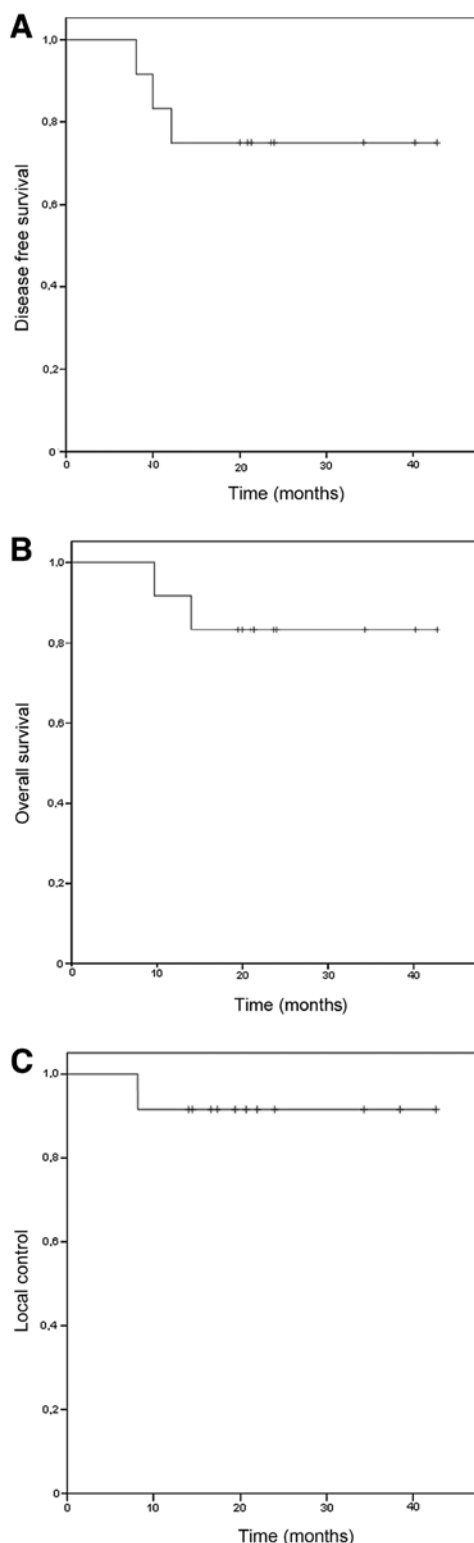 A
1,0
0,8
0,6
0,4
0,2
0
0 10 20 30 40
Disease free survival
Time (months)
B
1,0
0,8
0,6
0,4
0,2
0
0 10 20 30 40
Overall survival
Time (months)
C
1,0
0,8
0,6
0,4
0,2
0
0 10 20 30 40
Local control
Time (months)